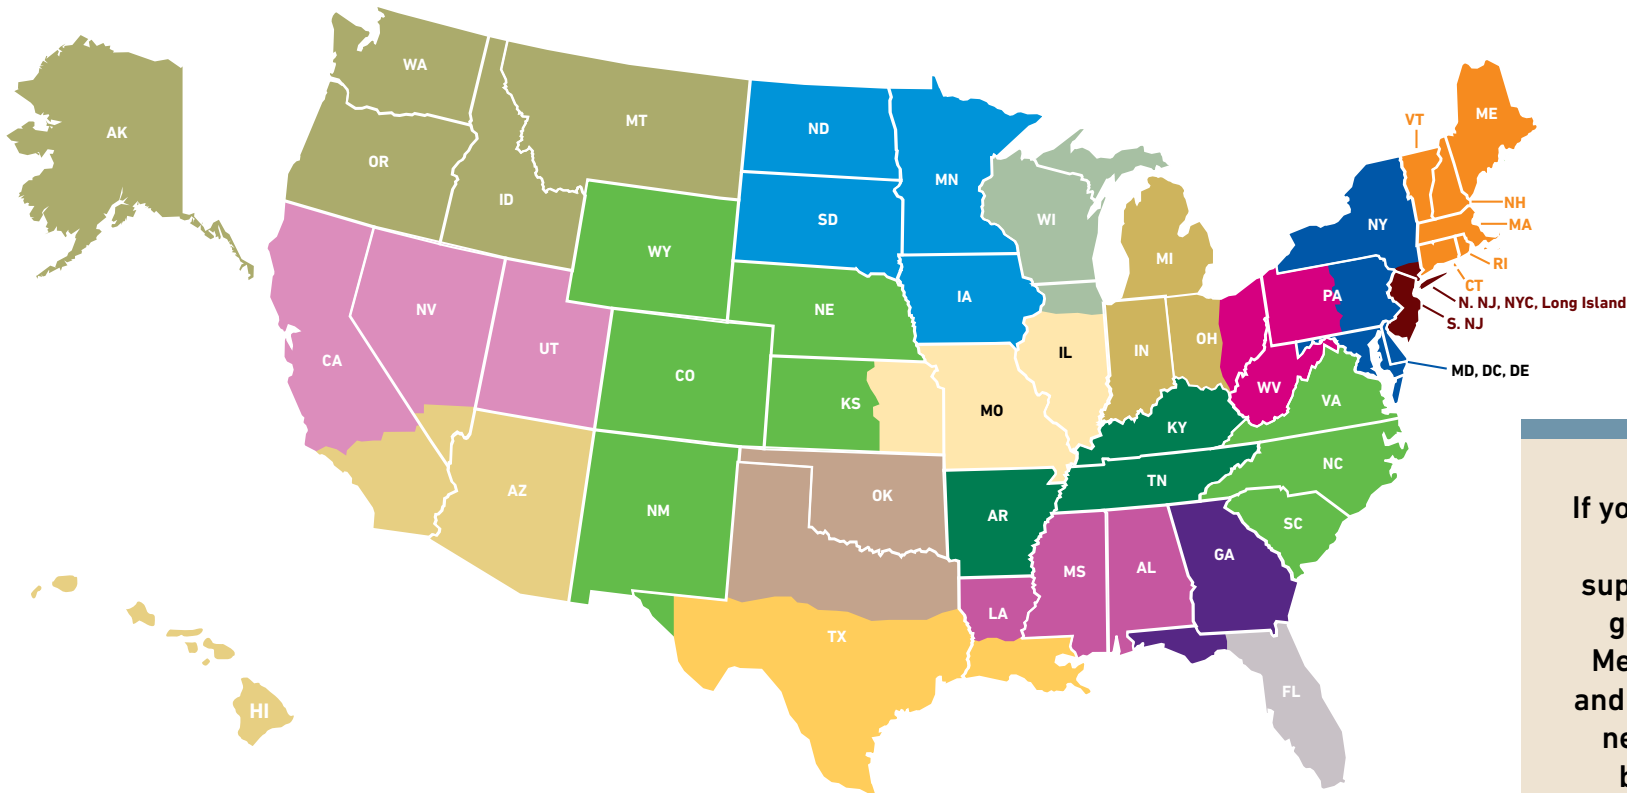 WA
AK
OR
MT
ID
ND
SD
MN
WI
MI
VT
ME
NH
MA
RI
CT
NY
PA
N. NJ, NYC, Long Island
S. NJ
MD, DC, DE
WY
NE
IA
IL
IN
OH
WV
VA
CA
NV
UT
CO
KS
MO
KY
NC
TN
SC
AZ
NM
OK
AR
MS
AL
GA
LA
TX
FL
HI
If yo
sup
g
Me
and
ne
b